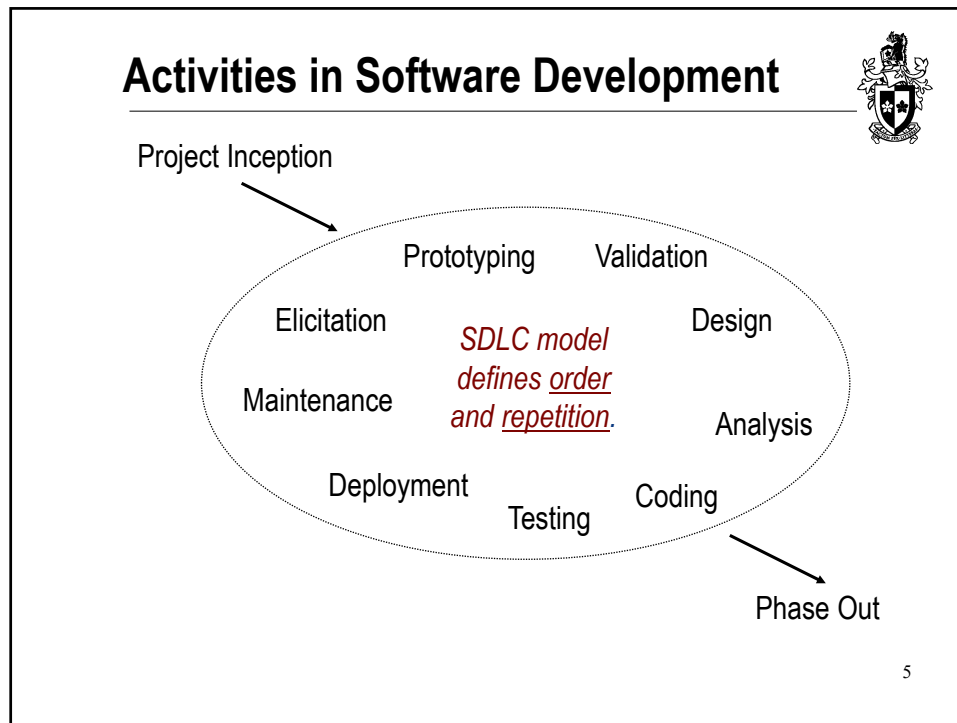 Activities in Software Development
Project Inception
Prototyping
Validation
Elicitation
Design
SDLC model
defines order
and repetition.
Maintenance
Analysis
Deployment
Coding
Testing
Phase Out
5